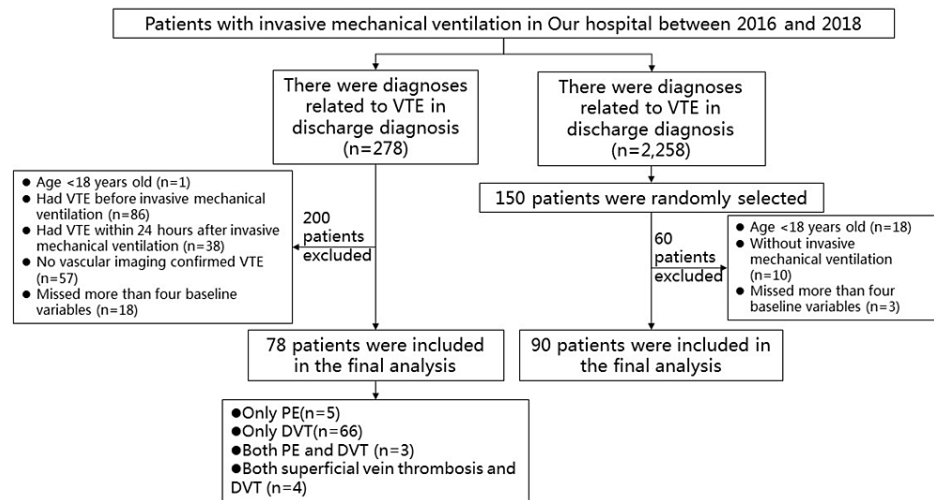 Patients with invasive mechanical ventilation in Our hospital between 2016 and 2018
There were diagnoses
related to VTE in
discharge diagnosis
(n=278)
There were diagnoses
related to VTE in
discharge diagnosis
(n=2,258)
● Age <18 years old (n=1)
● Had VTE before invasive mechanical
ventilation (n=86)
● Had VTE within 24 hours after invasive
mechanical ventilation (n=38)
● No vascular imaging confirmed VTE
(n=57)
● Missed more than four baseline
variables (n=18)
200
patients
excluded
150 patients were randomly selected
60
patients
excluded
● Age <18 years old (n=18)
● Without invasive
mechanical ventilation
(n=10)
● Missed more than four
baseline variables (n=3)
78 patients were included
in the final analysis
90 patients were included in
the final analysis
●Only PE(n=5)
●Only DVT(n=66)
●Both PE and DVT (n=3)
●Both superficial vein thrombosis and
DVT (n=4)